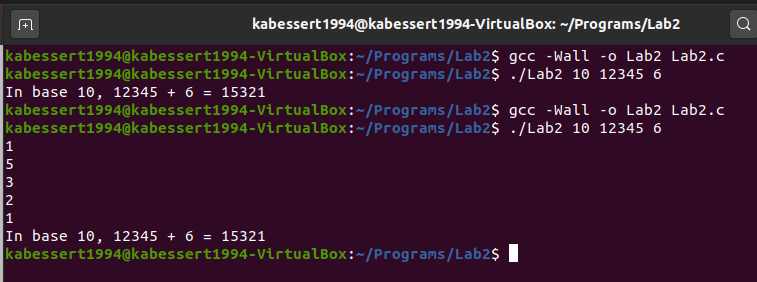 kabessert1994@kabessert1994-VirtualBox: ~/Programs/Lab2
kabessert1994@kabessert1994-VirtualBox:~/Programs/Lab2$ gcc -Wall -o Lab2 Lab2.c
kabessert1994@kabessert1994-VirtualBox:~/Programs/Lab2$ ./Lab2 10 12345 6
In base 10, 12345 + 6 = 15321
kabessert1994@kabessert1994-VirtualBox:~/Programs/Lab2$ gcc -Wall -o Lab2 Lab2.c
kabessert1994@kabessert1994-VirtualBox:~/Programs/Lab2$ ./Lab2 10 12345 6
1
5
3
2
1
In base 10, 12345 + 6 = 15321
kabessert1994@kabessert1994-VirtualBox:~/Programs/Lab2$